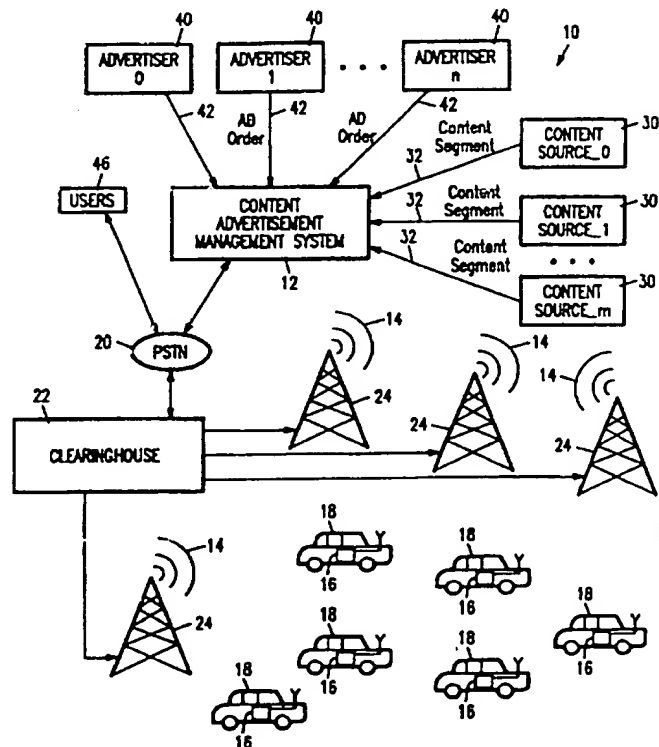 40
40
40
10
ADVERTISER
0
ADVERTISER
1
• • •
ADVERTISER
n
42
42
42
AD
Order
AD
Order
Content
Segment
32
CONTENT
SOURCE_0
30
46
USERS
CONTENT
ADVERTISEMENT
MANAGEMENT SYSTEM
12
Content
Segment
32
CONTENT
SOURCE_1
30
• • •
Content
Segment
32
CONTENT
SOURCE_m
30
20
PSTN
14
14
14
24
24
24
22
CLEARINGHOUSE
14
24
18
16
18
16
18
16
18
16
18
16
18
16